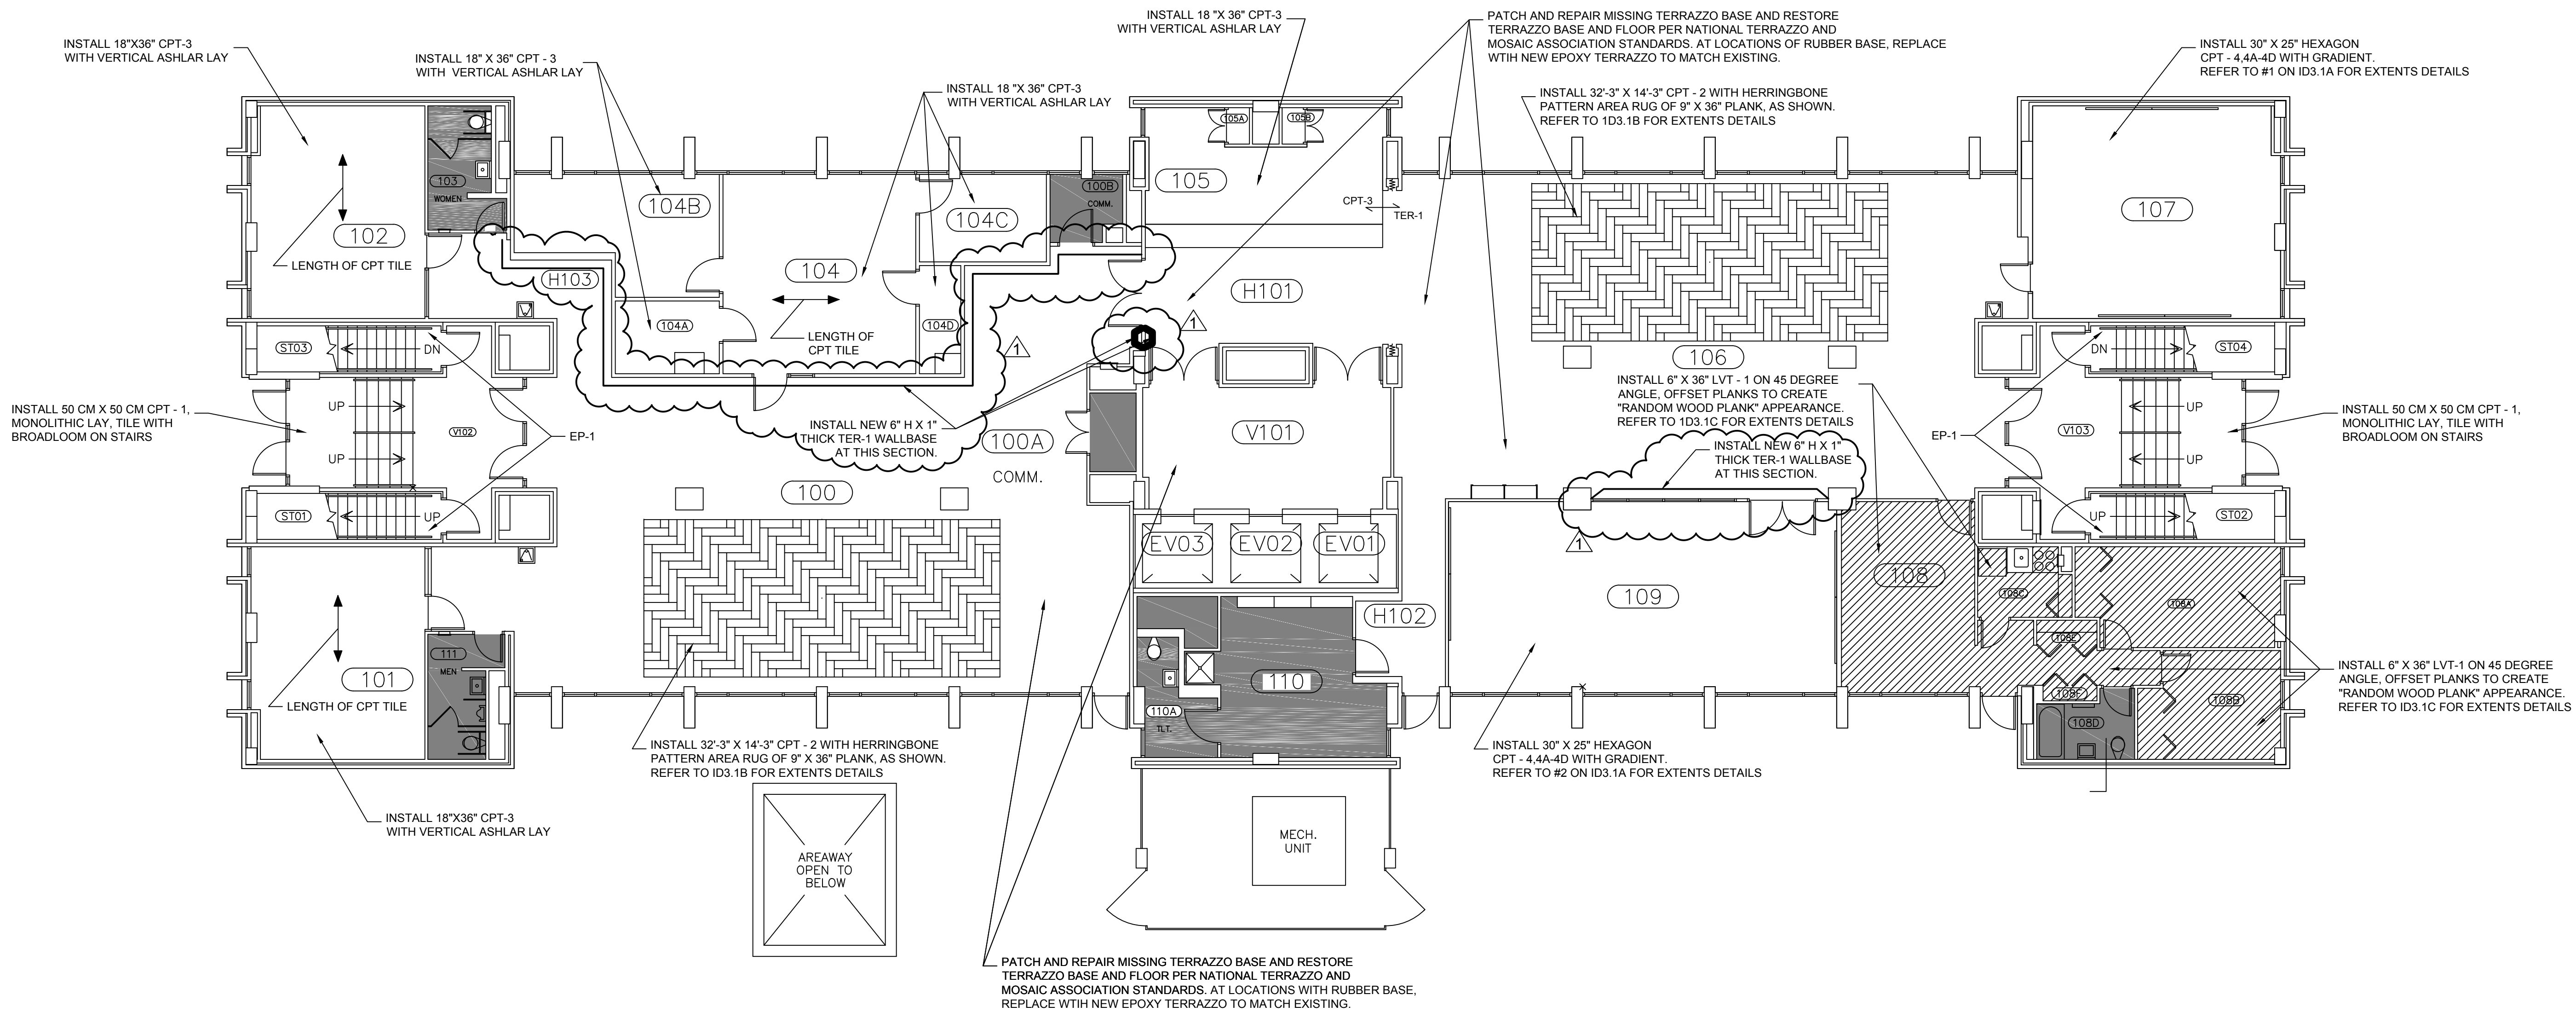 INSTALL 18"X36" CPT-3
WITH VERTICAL ASHLAR LAY
INSTALL 18" X 36" CPT - 3
WITH  VERTICAL ASHLAR LAY
INSTALL 18 "X 36" CPT-3
WITH VERTICAL ASHLAR LAY
INSTALL 18 "X 36" CPT-3
WITH VERTICAL ASHLAR LAY
PATCH AND REPAIR MISSING TERRAZZO BASE AND RESTORE
TERRAZZO BASE AND FLOOR PER NATIONAL TERRAZZO AND
MOSAIC ASSOCIATION STANDARDS. AT LOCATIONS OF RUBBER BASE, REPLACE
WTIH NEW EPOXY TERRAZZO TO MATCH EXISTING.
INSTALL 32'-3" X 14'-3" CPT - 2 WITH HERRINGBONE
PATTERN AREA RUG OF 9" X 36" PLANK, AS SHOWN.
REFER TO 1D3.1B FOR EXTENTS DETAILS
INSTALL 30" X 25" HEXAGON
CPT - 4,4A-4D WITH GRADIENT.
REFER TO #1 ON ID3.1A FOR EXTENTS DETAILS
103
WOMEN
102
LENGTH OF CPT TILE
104B
104
104C
100B
COMM.
105A
105B
105
CPT-3
TER-1
107
H103
104A
LENGTH OF
CPT TILE
104D
1
1
H101
106
ST03
DN
UP
UP
V102
EP-1
ST01
UP
INSTALL 50 CM X 50 CM CPT - 1,
MONOLITHIC LAY, TILE WITH
BROADLOOM ON STAIRS
INSTALL NEW 6" H X 1"
THICK TER-1 WALLBASE
AT THIS SECTION.
100A
COMM.
100
V101
EV03
EV02
EV01
INSTALL 6" X 36" LVT - 1 ON 45 DEGREE
ANGLE, OFFSET PLANKS TO CREATE
"RANDOM WOOD PLANK" APPEARANCE.
REFER TO 1D3.1C FOR EXTENTS DETAILS
INSTALL NEW 6" H X 1"
THICK TER-1 WALLBASE
AT THIS SECTION.
1
DN
ST04
EP-1
V103
UP
UP
UP
ST02
INSTALL 50 CM X 50 CM CPT - 1,
MONOLITHIC LAY, TILE WITH
BROADLOOM ON STAIRS
101
LENGTH OF CPT TILE
111
MEN
H102
110
110A
TLT.
109
108
108C
108A
108E
108F
108D
108B
INSTALL 6" X 36" LVT-1 ON 45 DEGREE
ANGLE, OFFSET PLANKS TO CREATE
"RANDOM WOOD PLANK" APPEARANCE.
REFER TO ID3.1C FOR EXTENTS DETAILS
INSTALL 32'-3" X 14'-3" CPT - 2 WITH HERRINGBONE
PATTERN AREA RUG OF 9" X 36" PLANK, AS SHOWN.
REFER TO ID3.1B FOR EXTENTS DETAILS
INSTALL 30" X 25" HEXAGON
CPT - 4,4A-4D WITH GRADIENT.
REFER TO #2 ON ID3.1A FOR EXTENTS DETAILS
INSTALL 18"X36" CPT-3
WITH VERTICAL ASHLAR LAY
AREAWAY
OPEN TO
BELOW
MECH.
UNIT
PATCH AND REPAIR MISSING TERRAZZO BASE AND RESTORE
TERRAZZO BASE AND FLOOR PER NATIONAL TERRAZZO AND
MOSAIC ASSOCIATION STANDARDS. AT LOCATIONS WITH RUBBER BASE,
REPLACE WTIH NEW EPOXY TERRAZZO TO MATCH EXISTING.